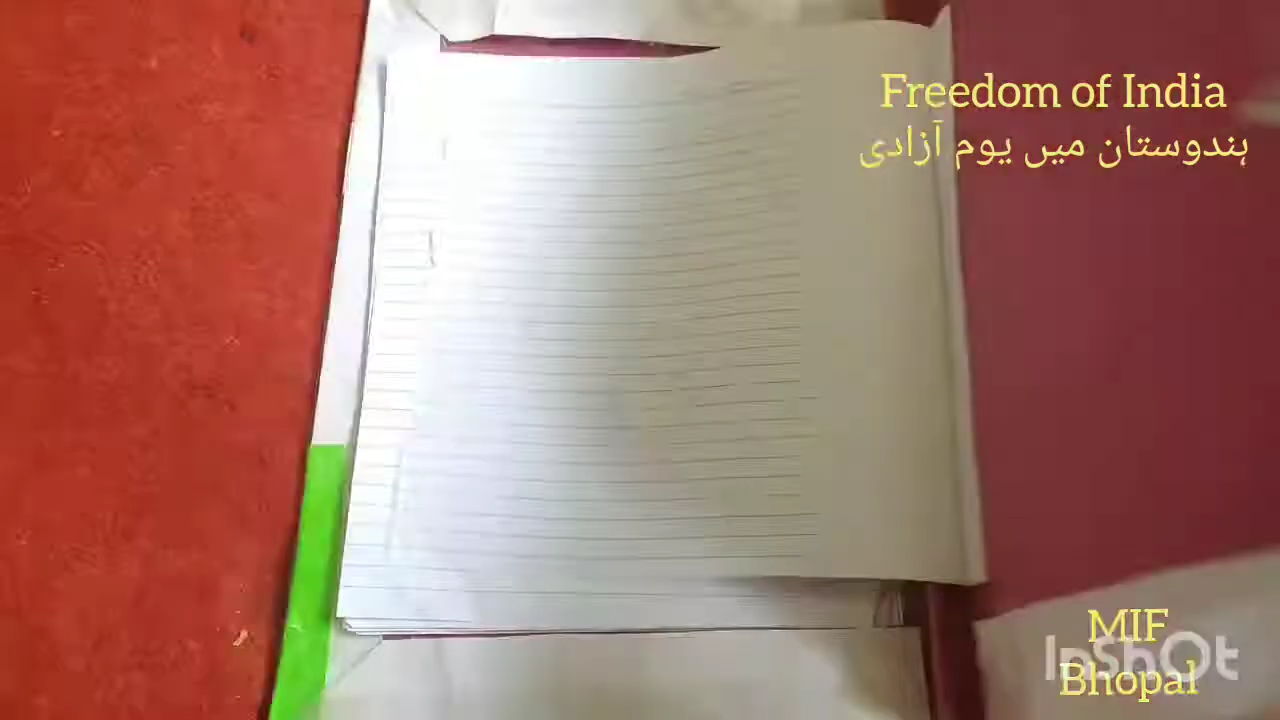 Freedom of India
ہندوستان میں یوم آزادی
MIF
InShOt
Bhopal